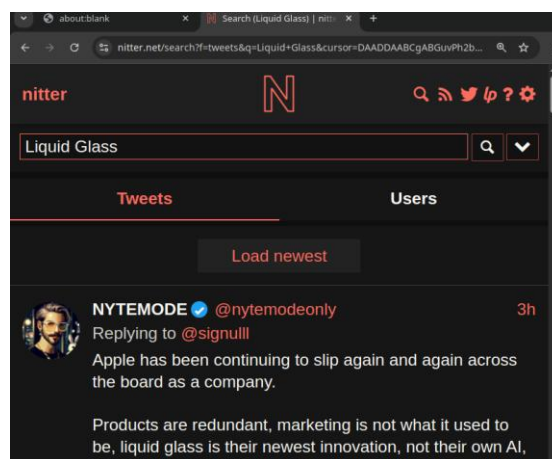 about:blank
Search (Liquid Glass) | nitt
nitter.net/search?f=tweets&q=Liquid+Glass&cursor=DAADDAABCgABGuvPh2b...
nitter
N
lp ?
Liquid Glass
Tweets Users
Load newest
NYTEMODE @nytemodeonly 3h
Replying to @signulll
Apple has been continuing to slip again and again across
the board as a company.
Products are redundant, marketing is not what it used to
be, liquid glass is their newest innovation, not their own AI,